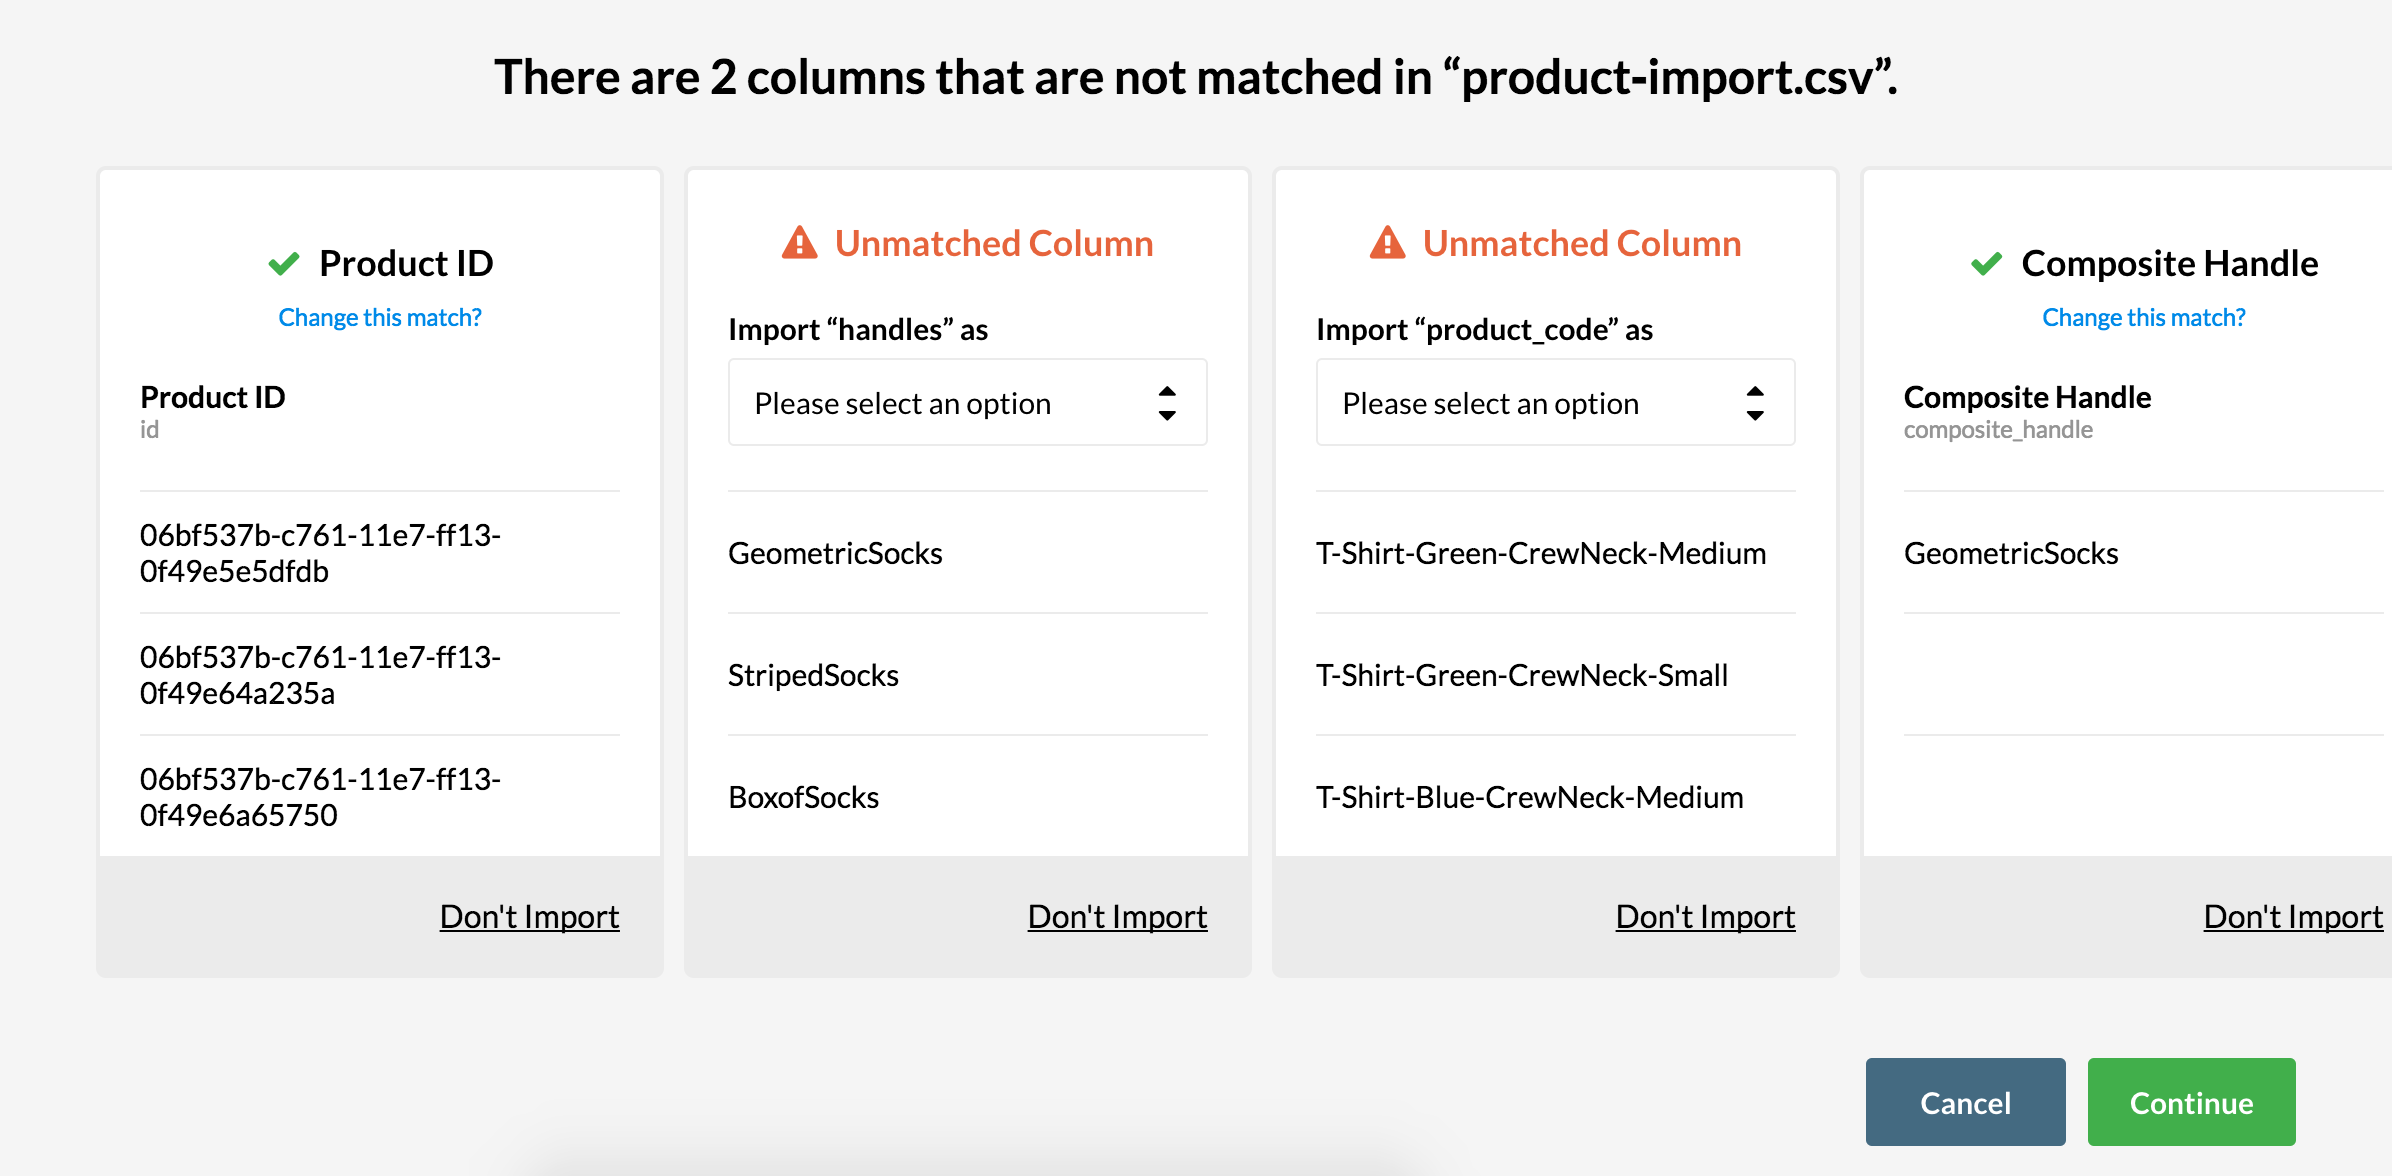 There are 2 columns that are not matched in “product-import.csv”.
Product ID
Change this match?
Product ID
id
06bf537b-c761-11e7-ff13-
0f49e5e5dfdb
06bf537b-c761-11e7-ff13-
0f49e64a235a
06bf537b-c761-11e7-ff13-
0f49e6a65750
Don't Import
Unmatched Column
Import “handles” as
Please select an option
GeometricSocks
StripedSocks
BoxofSocks
Don't Import
Unmatched Column
Import “product_code” as
Please select an option
T-Shirt-Green-CrewNeck-Medium
T-Shirt-Green-CrewNeck-Small
T-Shirt-Blue-CrewNeck-Medium
Don't Import
Composite Handle
Change this match?
Composite Handle
composite_handle
GeometricSocks
Don't Import
Cancel
Continue